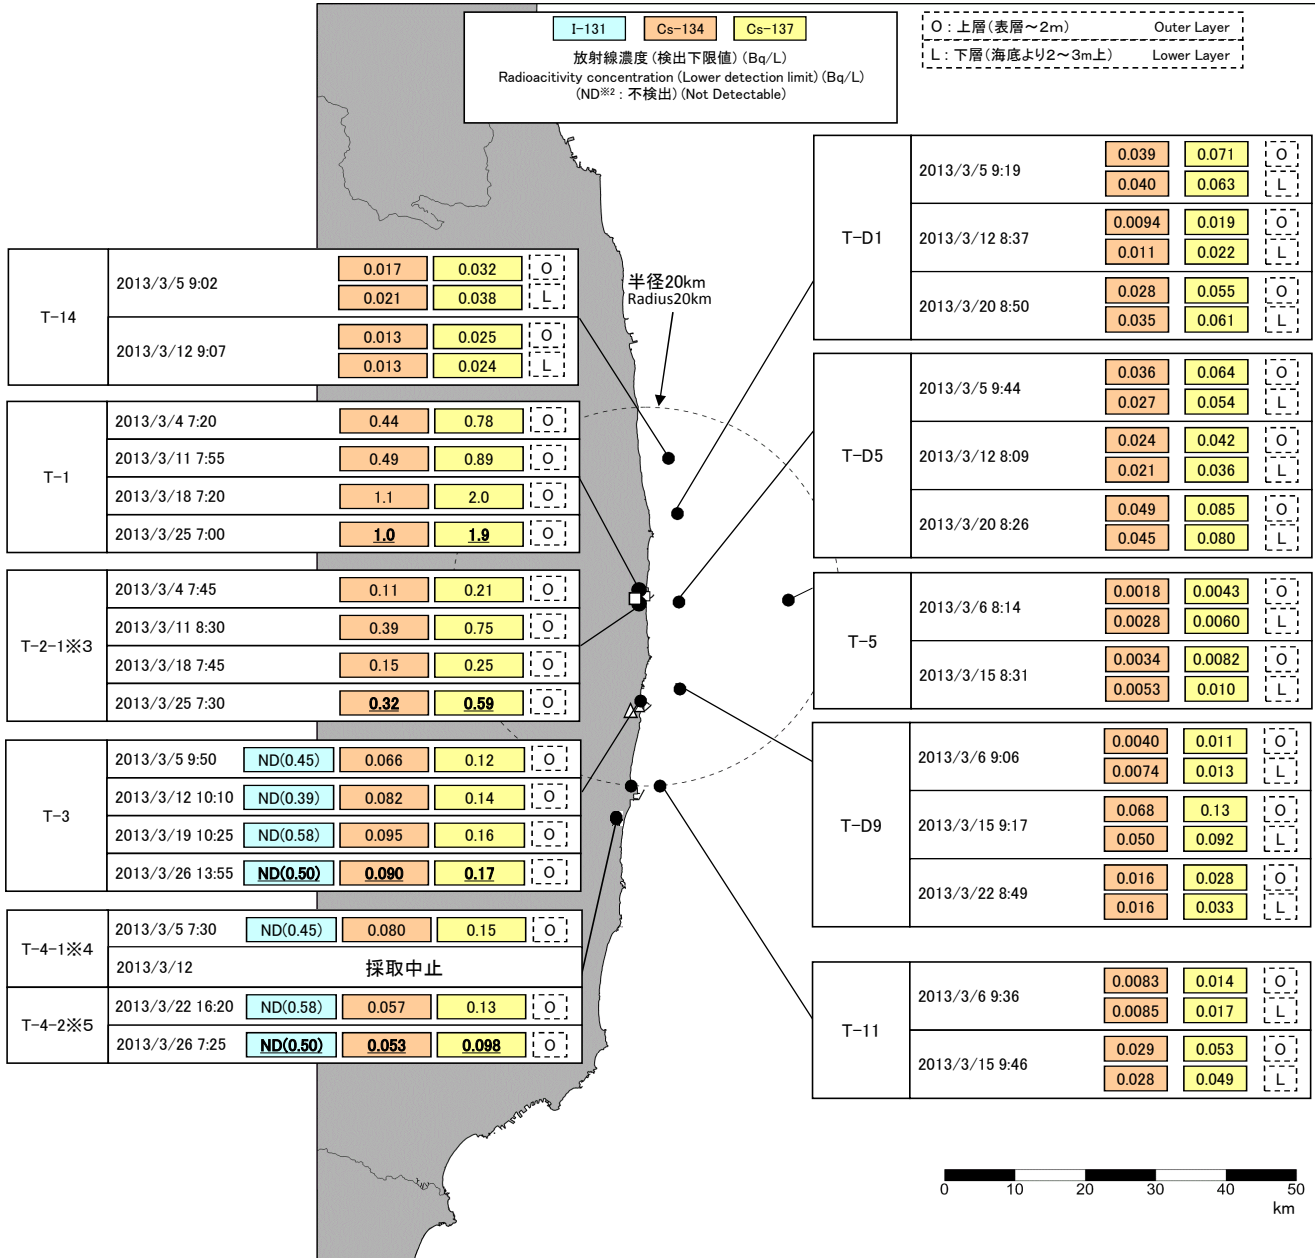 I-131 Cs-134 Cs-137
放射線濃度(検出下限値)(Bq/L)
Radioacitivity concentration (Lower detection limit) (Bq/L)
(ND※2 : 不検出) (Not Detectable)
O : 上層(表層～2m) Outer Layer
L : 下層(海底より2～3m上) Lower Layer
半径20km
Radius20km
T-14
2013/3/5 9:02 0.017 0.032 O
0.021 0.038 L
2013/3/12 9:07 0.013 0.025 O
0.013 0.024 L
T-1
2013/3/4 7:20 0.44 0.78 O
2013/3/11 7:55 0.49 0.89 O
2013/3/18 7:20 1.1 2.0 O
2013/3/25 7:00 1.0 1.9 O
T-2-1※3
2013/3/4 7:45 0.11 0.21 O
2013/3/11 8:30 0.39 0.75 O
2013/3/18 7:45 0.15 0.25 O
2013/3/25 7:30 0.32 0.59 O
T-3
2013/3/5 9:50 ND(0.45) 0.066 0.12 O
2013/3/12 10:10 ND(0.39) 0.082 0.14 O
2013/3/19 10:25 ND(0.58) 0.095 0.16 O
2013/3/26 13:55 ND(0.50) 0.090 0.17 O
T-4-1※4
2013/3/5 7:30 ND(0.45) 0.080 0.15 O
2013/3/12 採取中止
T-4-2※5
2013/3/22 16:20 ND(0.58) 0.057 0.13 O
2013/3/26 7:25 ND(0.50) 0.053 0.098 O
T-D1
2013/3/5 9:19 0.039 0.071 O
0.040 0.063 L
2013/3/12 8:37 0.0094 0.019 O
0.011 0.022 L
2013/3/20 8:50 0.028 0.055 O
0.035 0.061 L
T-D5
2013/3/5 9:44 0.036 0.064 O
0.027 0.054 L
2013/3/12 8:09 0.024 0.042 O
0.021 0.036 L
2013/3/20 8:26 0.049 0.085 O
0.045 0.080 L
T-5
2013/3/6 8:14 0.0018 0.0043 O
0.0028 0.0060 L
2013/3/15 8:31 0.0034 0.0082 O
0.0053 0.010 L
T-D9
2013/3/6 9:06 0.0040 0.011 O
0.0074 0.013 L
2013/3/15 9:17 0.068 0.13 O
0.050 0.092 L
2013/3/22 8:49 0.016 0.028 O
0.016 0.033 L
T-11
2013/3/6 9:36 0.0083 0.014 O
0.0085 0.017 L
2013/3/15 9:46 0.029 0.053 O
0.028 0.049 L
0 10 20 30 40 50
km